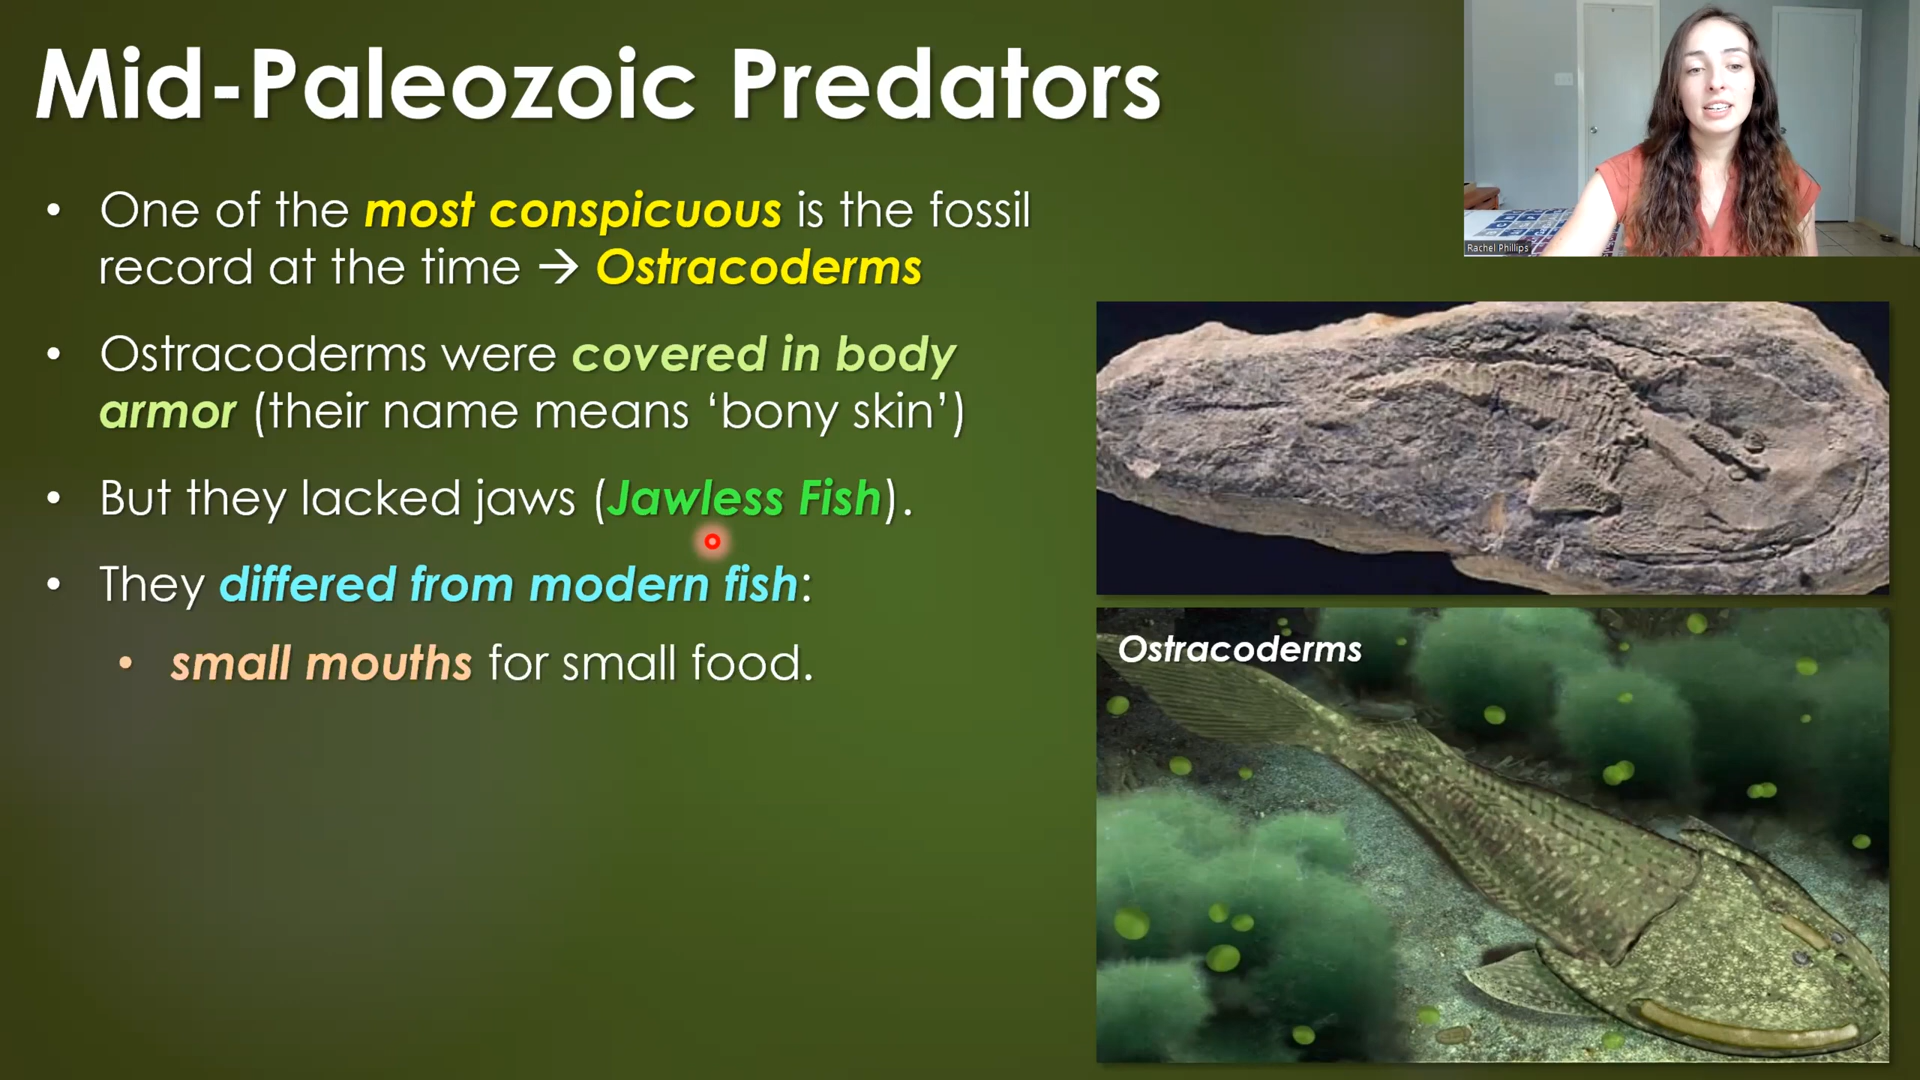 Mid-Paleozoic Predators
Rachel Phillips
• One of the most conspicuous is the fossil
record at the time → Ostracoderms
• Ostracoderms were covered in body
armor (their name means ‘bony skin’)
• But they lacked jaws (Jawless Fish).
• They differed from modern fish:
• small mouths for small food.
Ostracoderms